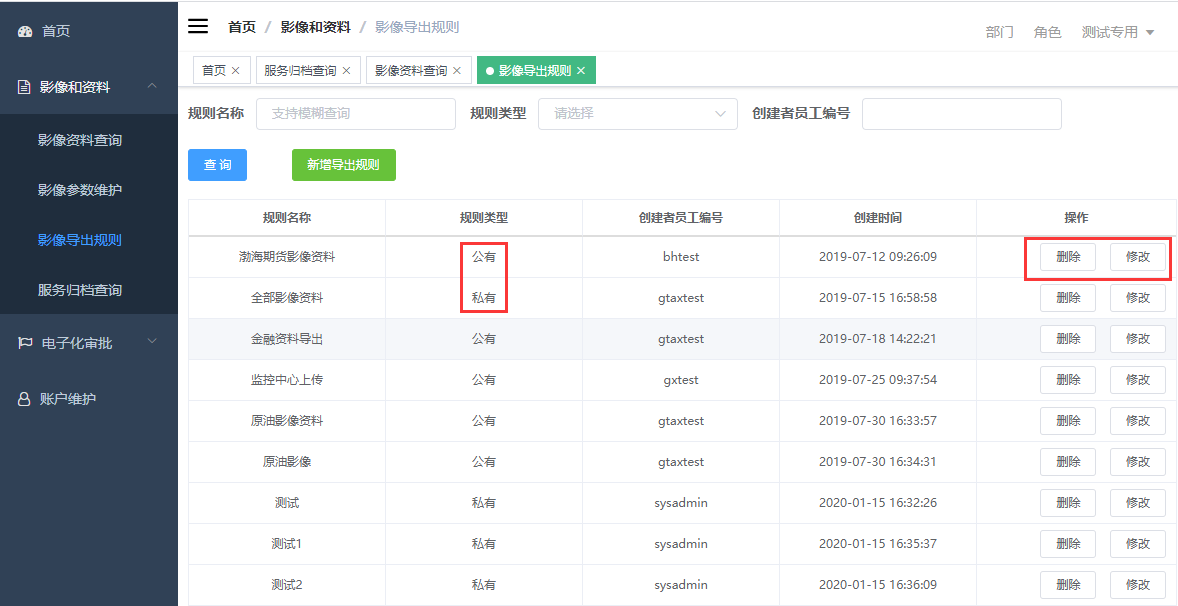 首页
影像和资料
影像资料查询
影像参数维护
影像导出规则
服务归档查询
电子化审批
账户维护
首页 / 影像和资料 / 影像导出规则
部门 角色 测试专用
首页 × 服务归档查询 × 影像资料查询 × 影像导出规则 ×
规则名称 支持模糊查询 规则类型 请选择 创建者员工编号
查 询 新增导出规则
规则名称 规则类型 创建者员工编号 创建时间 操作
渤海期货影像资料 公有 bhtest 2019-07-12 09:26:09 删除 修改
全部影像资料 私有 gtaxtest 2019-07-15 16:58:58 删除 修改
金融资料导出 公有 gtaxtest 2019-07-18 14:22:21 删除 修改
监控中心上传 公有 gxtest 2019-07-25 09:37:54 删除 修改
原油影像资料 公有 gtaxtest 2019-07-30 16:33:57 删除 修改
原油影像 公有 gtaxtest 2019-07-30 16:34:31 删除 修改
测试 私有 sysadmin 2020-01-15 16:32:26 删除 修改
测试1 私有 sysadmin 2020-01-15 16:35:37 删除 修改
测试2 私有 sysadmin 2020-01-15 16:36:09 删除 修改